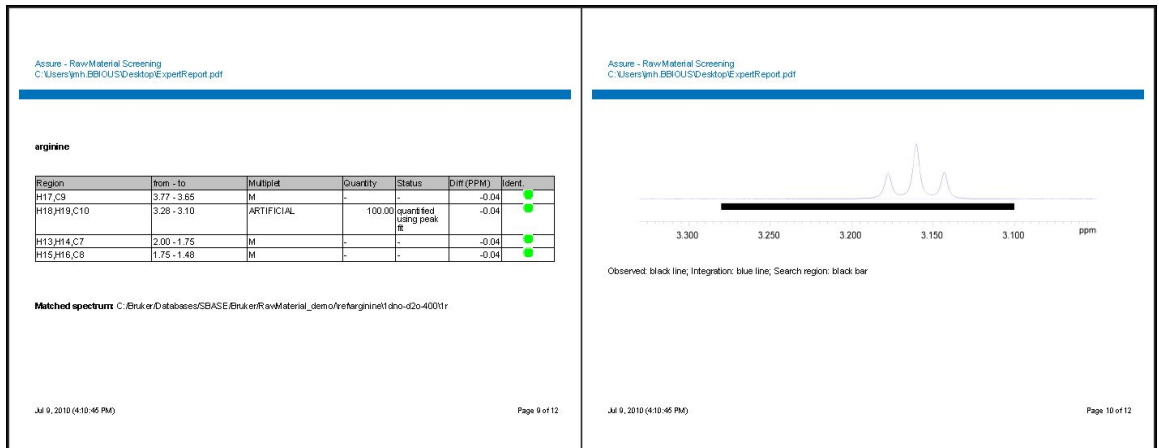 Assure - Raw Material Screening
C:\Users\jmh.BBIOUS\Desktop\ExpertReport.pdf
arginine
Region from - to Multiplet Quantity Status Diff (PPM) Ident.
H17,C9 3.77 - 3.65 M - - -0.04
H18,H19,C10 3.28 - 3.10 ARTIFICIAL 100.00 quantified -0.04
using peak
fit
H13,H14,C7 2.00 - 1.75 M - - -0.04
H15,H16,C8 1.75 - 1.48 M - - -0.04
Matched spectrum: C:/Bruker/Databases/SBASE/Bruker/RawMaterial_demo/\ref\arginine\1dno-d2o-400\1r
Jul 9, 2010 (4:10:45 PM) Page 9 of 12
Assure - Raw Material Screening
C:\Users\jmh.BBIOUS\Desktop\ExpertReport.pdf
3.300 3.250 3.200 3.150 3.100 ppm
Observed: black line; Integration: blue line; Search region: black bar
Jul 9, 2010 (4:10:45 PM) Page 10 of 12